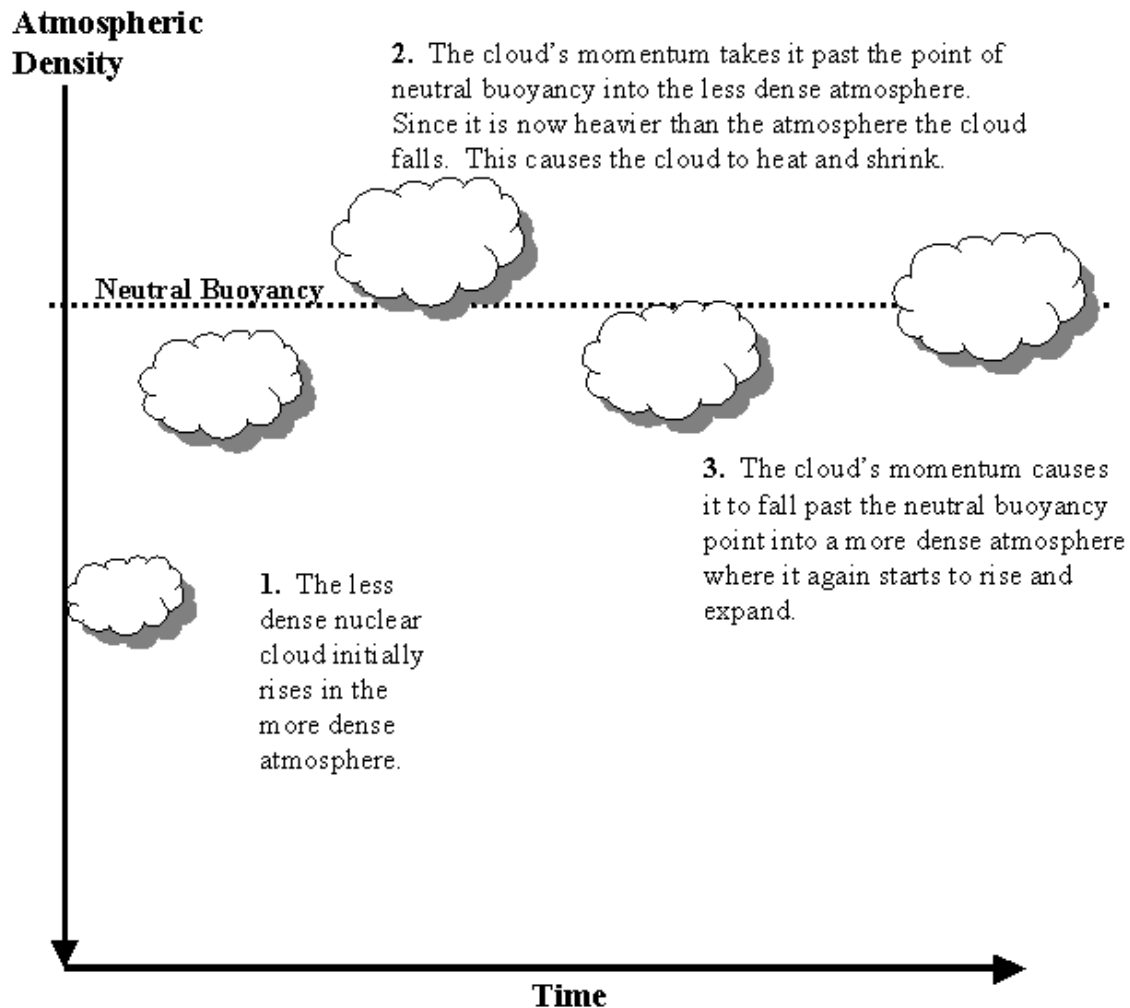 Atmospheric
Density
2. The cloud's momentum takes it past the point of
neutral buoyancy into the less dense atmosphere.
Since it is now heavier than the atmosphere the cloud
falls. This causes the cloud to heat and shrink.
Neutral Buoyancy
3. The cloud's momentum causes
it to fall past the neutral buoyancy
point into a more dense atmosphere
where it again starts to rise and
expand.
1. The less
dense nuclear
cloud initially
rises in the
more dense
atmosphere.
Time